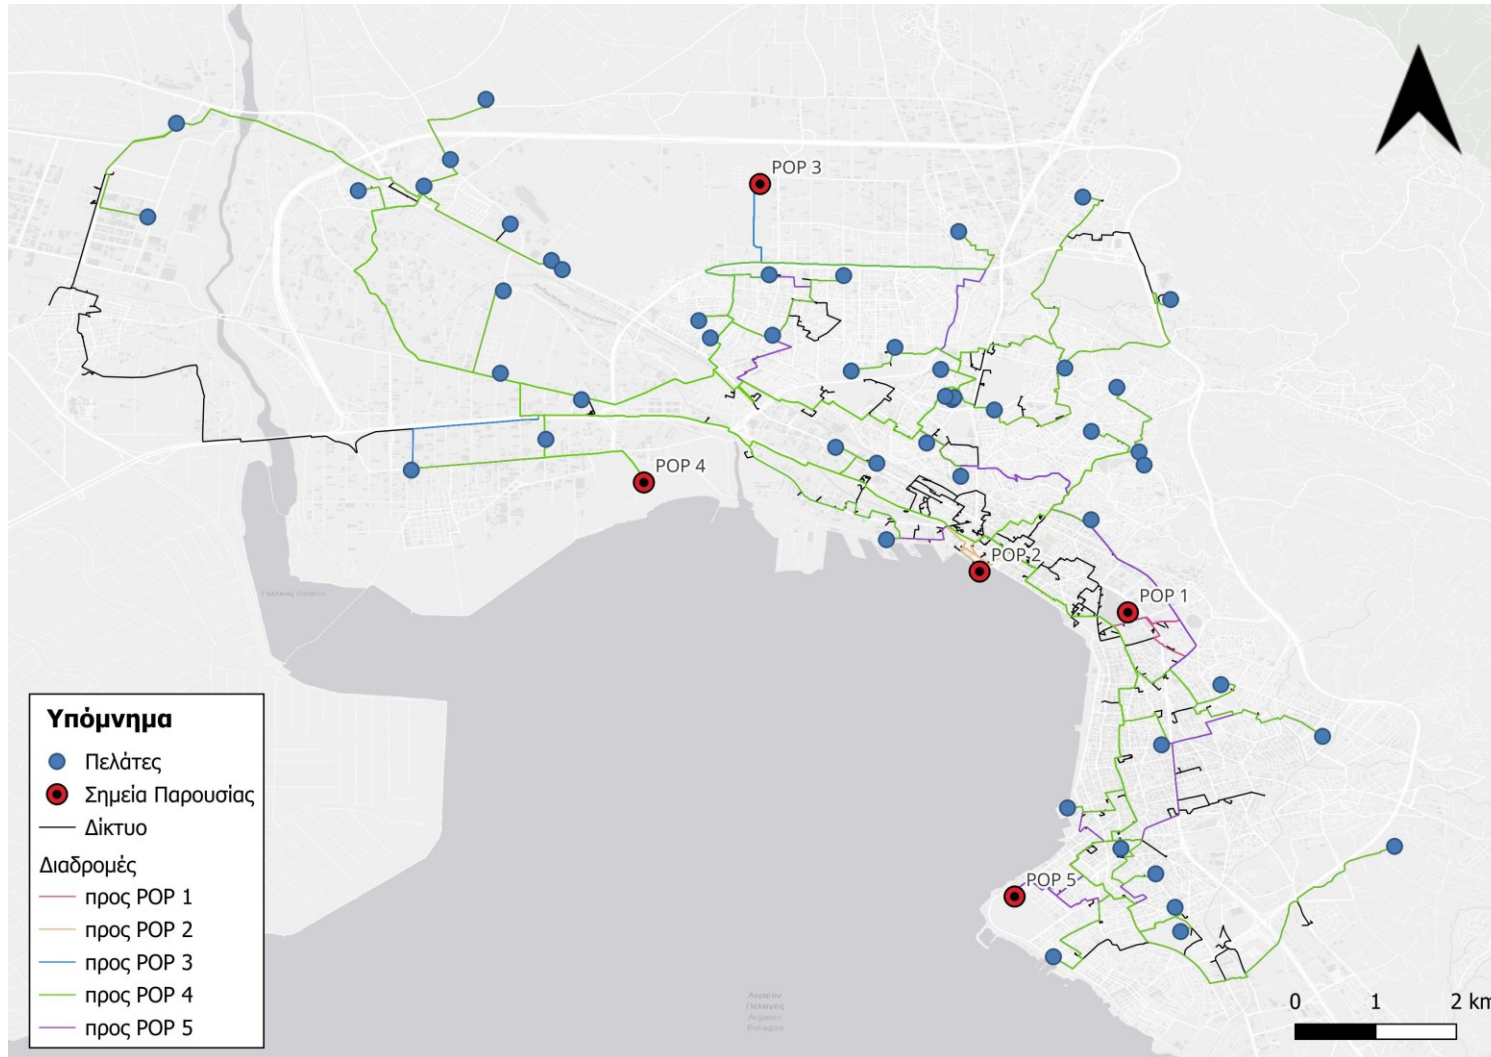 POP 3
POP 4
POP 2
POP 1
POP 5
Υπόμνημα
Πελάτες
Σημεία Παρουσίας
Δίκτυο
Διαδρομές
προς POP 1
προς POP 2
προς POP 3
προς POP 4
προς POP 5
0 1 2 km